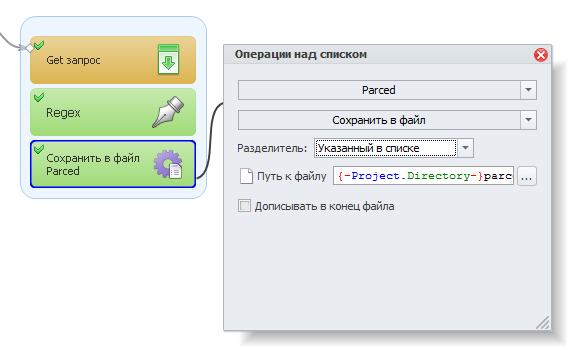 Get запрос
Regex
Сохранить в файл
Parced
Операции над списком
Parced
Сохранить в файл
Разделитель: Указанный в списке
Путь к файлу {-Project.Directory-}parc ...
Дописывать в конец файла